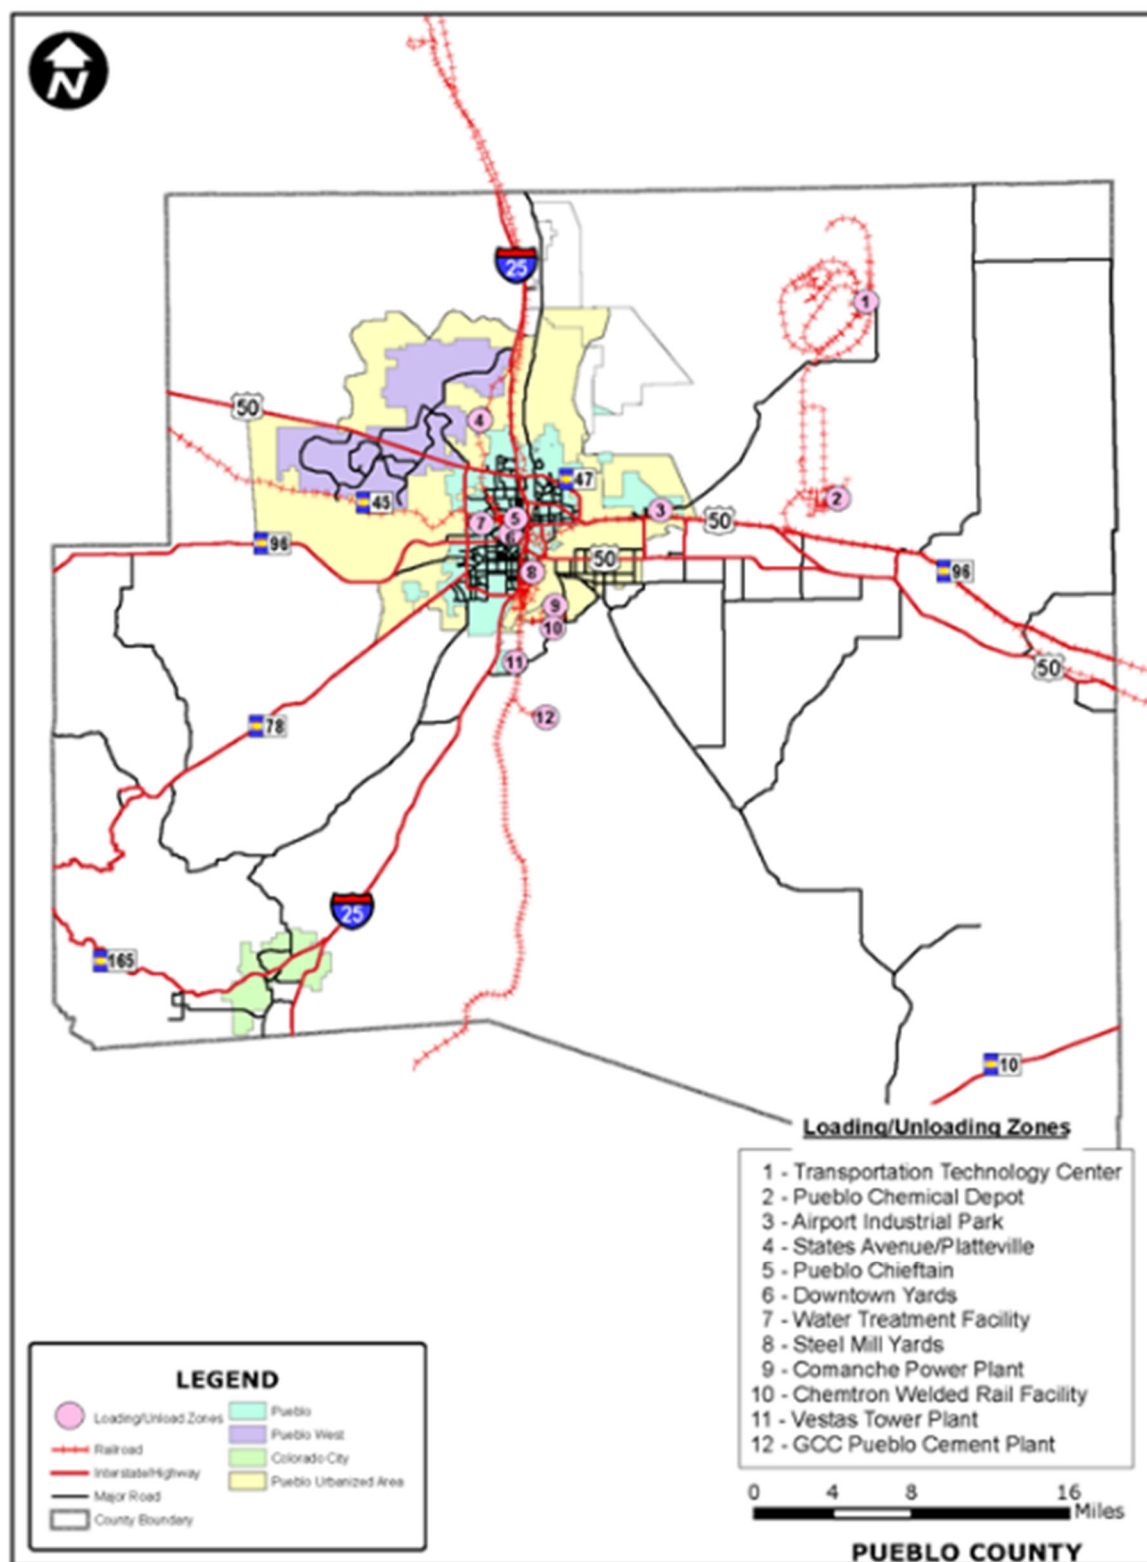 N
25
50
4
1
47
45
7
5
6
3
50
2
96
50
8
96
9
10
11
50
12
78
25
165
10
Loading/Unloading Zones
1 - Transportation Technology Center
2 - Pueblo Chemical Depot
3 - Airport Industrial Park
4 - States Avenue/Platteville
5 - Pueblo Chieftain
6 - Downtown Yards
7 - Water Treatment Facility
8 - Steel Mill Yards
9 - Comanche Power Plant
10 - Chemtron Welded Rail Facility
11 - Vestas Tower Plant
12 - GCC Pueblo Cement Plant
LEGEND
Loading/Unload Zones
Railroad
Interstate/Highway
Major Road
County Boundary
Pueblo
Pueblo West
Colorado City
Pueblo Urbanized Area
0 4 8 16
Miles
PUEBLO COUNTY